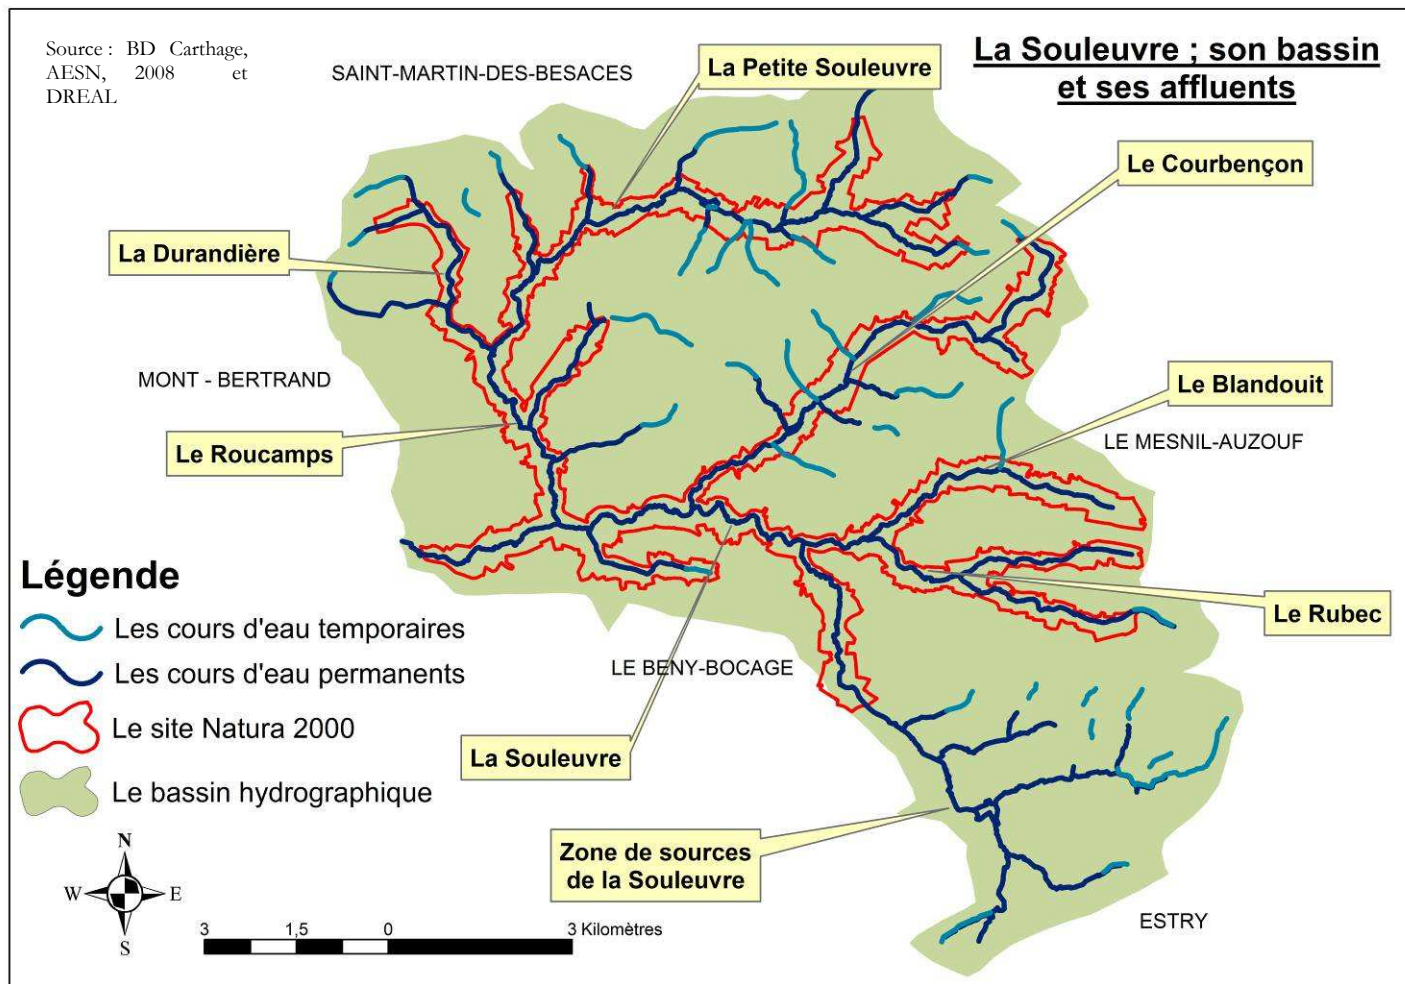 Source : BD Carthage,
AESN, 2008 et
DREAL
La Souleuvre ; son bassin
et ses affluents
SAINT-MARTIN-DES-BESACES
La Petite Souleuvre
Le Courbençon
La Durandière
MONT - BERTRAND
Le Blandouit
LE MESNIL-AUZOUF
Le Roucamps
Légende
Les cours d'eau temporaires
Les cours d'eau permanents
Le site Natura 2000
Le bassin hydrographique
Le Rubec
LE BENY-BOCAGE
La Souleuvre
Zone de sources
de la Souleuvre
ESTRY
N
W E
S
3 1,5 0 3 Kilomètres